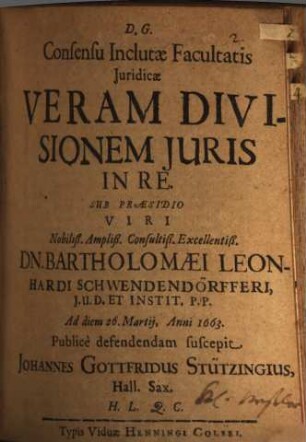 D. G.
2.
Consensu Inclutæ Facultatis
Juridicæ
VERAM DIVI-
SIONEM JURIS
IN RE.
SUB PRÆSIDIO
VIRI
Nobiliſſ. Ampliſſ. Conſultiſſ. Excellentiſſ.
DN. BARTHOLOMÆI LEON-
HARDI SCHWENDENDÖRFFERI,
J. U. D. ET INSTIT. P. P.
Ad diem 26. Martij, Anni 1663.
Publicè defendendam ſuſcepit
JOHANNES GOTTFRIDUS STÜTZINGIUS,
Hall. Sax.
H. L. Q. C.
Typis Viduæ HENNINGI COLERI.